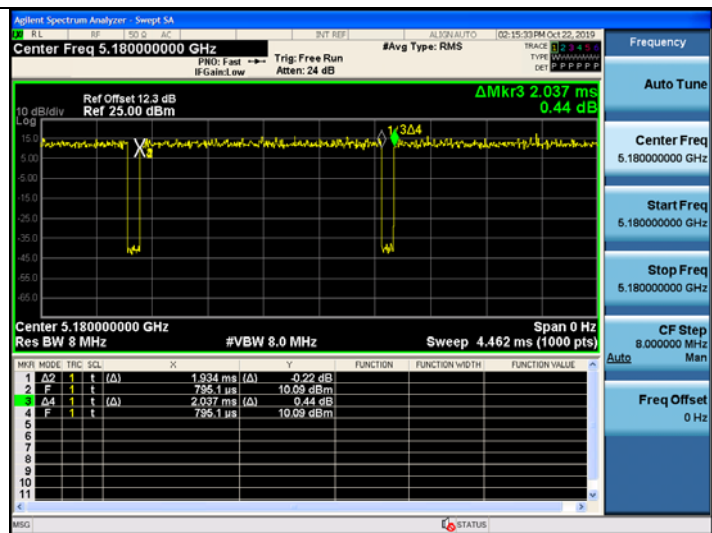 Agilent Spectrum Analyzer - Swept SA
RL RF 50 Ω AC INT REF ALIGN AUTO 02:15:33 PM Oct 22, 2019
Center Freq 5.180000000 GHz
PNO: Fast
IFGain:Low
Trig: Free Run
Atten: 24 dB
#Avg Type: RMS
TRACE 1 2 3 4 5 6
TYPE
DET P P P P P P
Ref Offset 12.3 dB
Ref 25.00 dBm
10 dB/div
Log
ΔMkr3 2.037 ms
0.44 dB
15.0
5.00
-5.00
-15.0
-25.0
-35.0
-45.0
-55.0
-65.0
3Δ4
Center 5.180000000 GHz
Span 0 Hz
Res BW 8 MHz
#VBW 8.0 MHz
Sweep 4.462 ms (1000 pts)
MKR MODE TRC SCL X Y FUNCTION FUNCTION WIDTH FUNCTION VALUE
1 Δ2 1 t (Δ) 1.934 ms (Δ) -0.22 dB
2 F 1 t 795.1 µs 10.09 dBm
3 Δ4 1 t (Δ) 2.037 ms (Δ) 0.44 dB
4 F 1 t 795.1 µs 10.09 dBm
5
6
7
8
9
10
11
MSG
STATUS
Frequency
Auto Tune
Center Freq
5.180000000 GHz
Start Freq
5.180000000 GHz
Stop Freq
5.180000000 GHz
CF Step
8.000000 MHz
Auto Man
Freq Offset
0 Hz